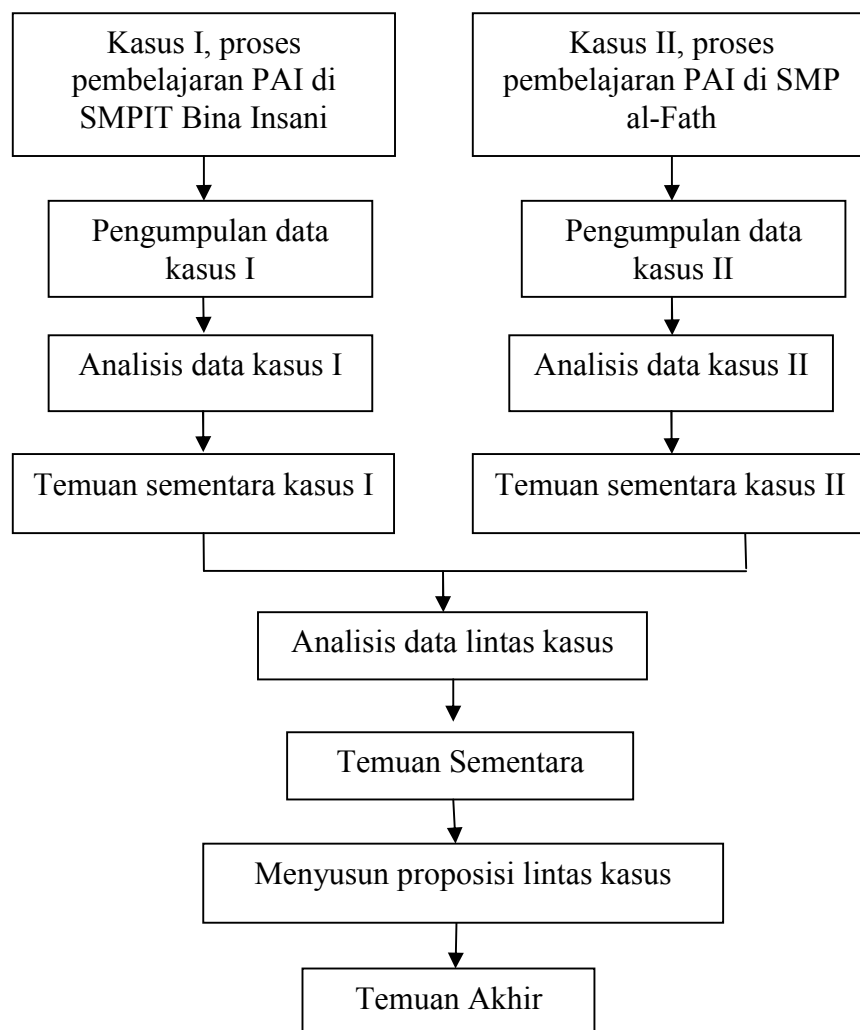 Kasus I, proses
pembelajaran PAI di
SMPIT Bina Insani
Kasus II, proses
pembelajaran PAI di SMP
al-Fath
Pengumpulan data
kasus I
Pengumpulan data
kasus II
Analisis data kasus I
Analisis data kasus II
Temuan sementara kasus I
Temuan sementara kasus II
Analisis data lintas kasus
Temuan Sementara
Menyusun proposisi lintas kasus
Temuan Akhir